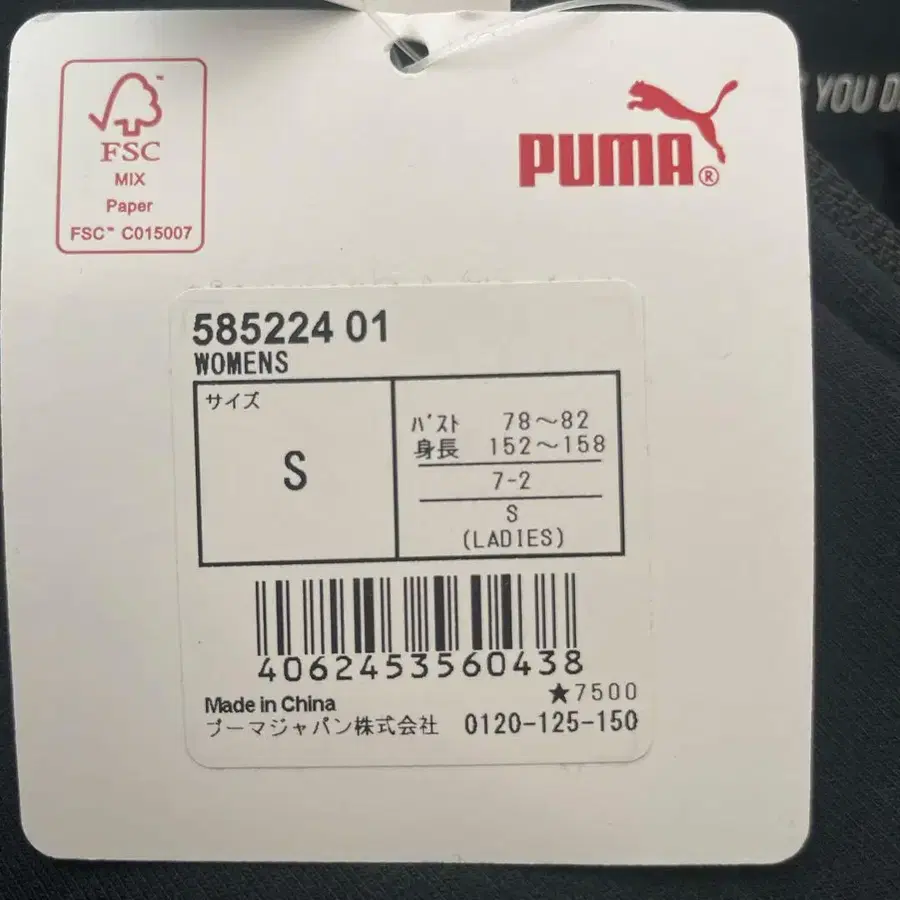 FSC
MIX
Paper
FSC™ C015007
PUMA®
YOU
585224 01
WOMENS
サイズ
S
ﾊﾞｽﾄ 78～82
身長 152～158
7-2
S
(LADIES)
4062453560438
★7500
Made in China
プーマジャパン株式会社 0120-125-150